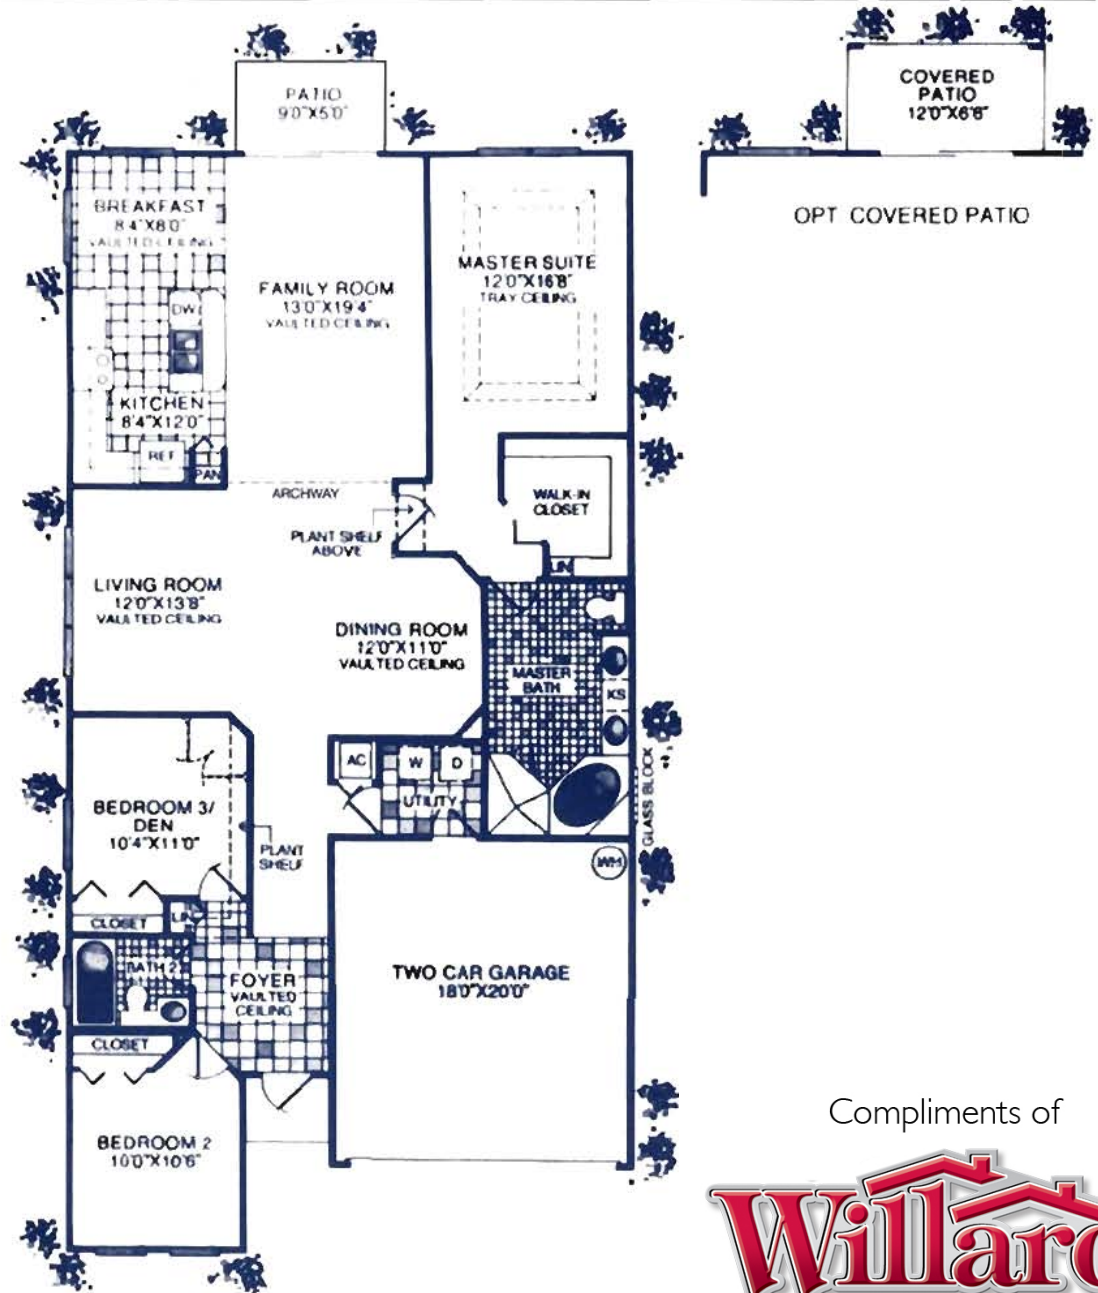 PATIO
9'0"X5'0"
COVERED
PATIO
12'0"X6'6"
OPT COVERED PATIO
BREAKFAST
8'4"X8'0"
VAULTED CEILING
FAMILY ROOM
13'0"X19'4"
VAULTED CEILING
MASTER SUITE
12'0"X16'8"
TRAY CEILING
DW
KITCHEN
8'4"X12'0"
REF
PAN
ARCHWAY
PLANT SHELF
ABOVE
WALK-IN
CLOSET
LIN
LIVING ROOM
12'0"X13'8"
VAULTED CEILING
DINING ROOM
12'0"X11'0"
VAULTED CEILING
MASTER
BATH
KS
AC
W
D
UTILITY
GLASS BLOCK
BEDROOM 3/
DEN
10'4"X11'0"
PLANT
SHELF
WH
CLOSET
LIN
BATH 2
FOYER
VAULTED
CEILING
TWO CAR GARAGE
18'0"X20'0"
CLOSET
BEDROOM 2
10'0"X10'6"
Compliments of
Willard